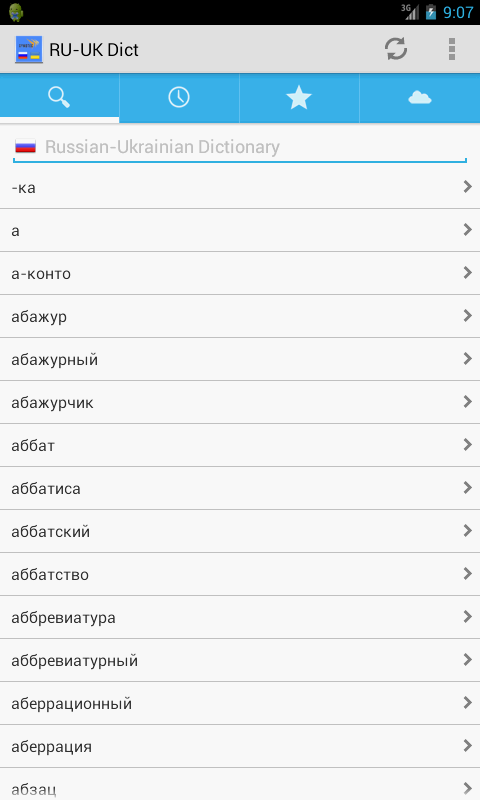 3G 9:07
RU-UK Dict
Russian-Ukrainian Dictionary
-ка
а
а-конто
абажур
абажурный
абажурчик
аббат
аббатиса
аббатский
аббатство
аббревиатура
аббревиатурный
аберрационный
аберрация
абзац